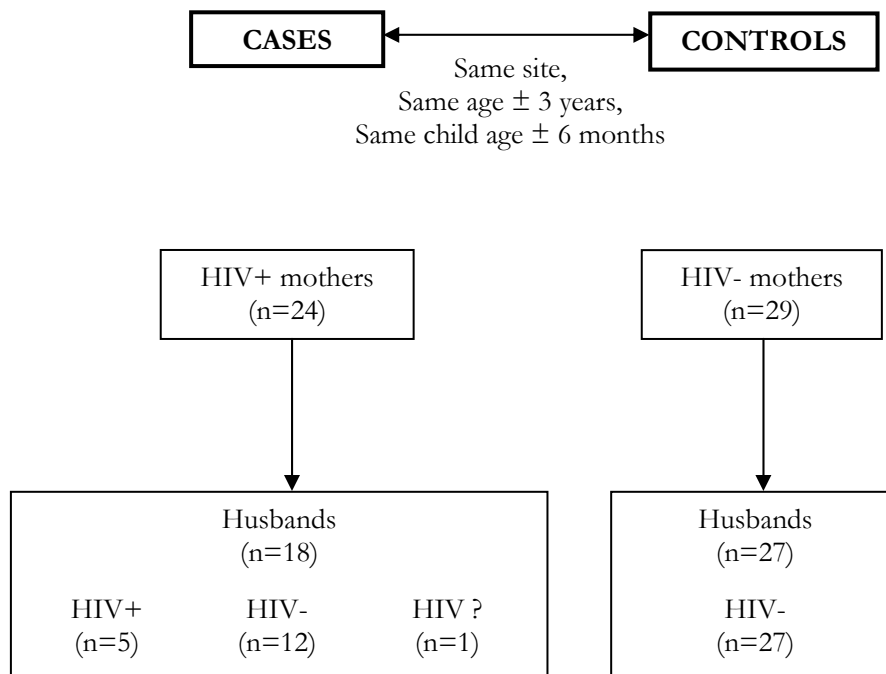 CASES
CONTROLS
Same site,
Same age ± 3 years,
Same child age ± 6 months
HIV+ mothers
(n=24)
HIV- mothers
(n=29)
Husbands
(n=18)
HIV+ HIV- HIV ?
(n=5) (n=12) (n=1)
Husbands
(n=27)
HIV-
(n=27)